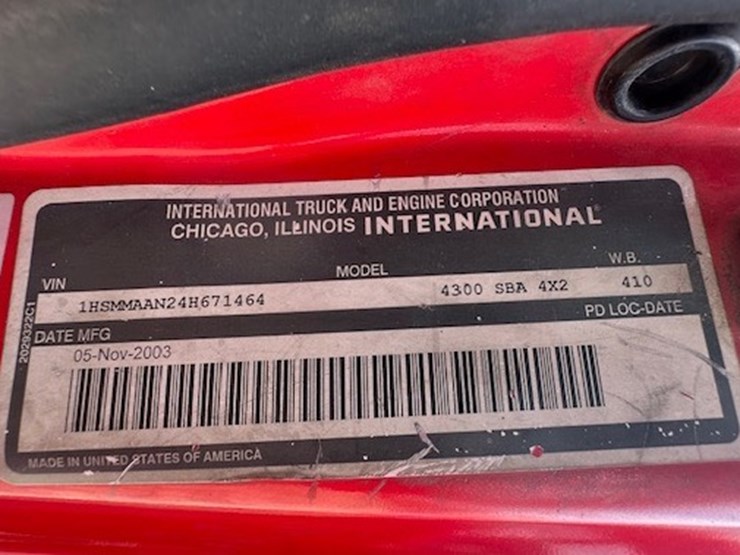 INTERNATIONAL TRUCK AND ENGINE CORPORATION
CHICAGO, ILLINOIS INTERNATIONAL
VIN MODEL W.B.
1HSMMAAN24H671464 4300 SBA 4X2 410
DATE MFG PD LOC-DATE
05-Nov-2003
MADE IN UNITED STATES OF AMERICA
2029322C1